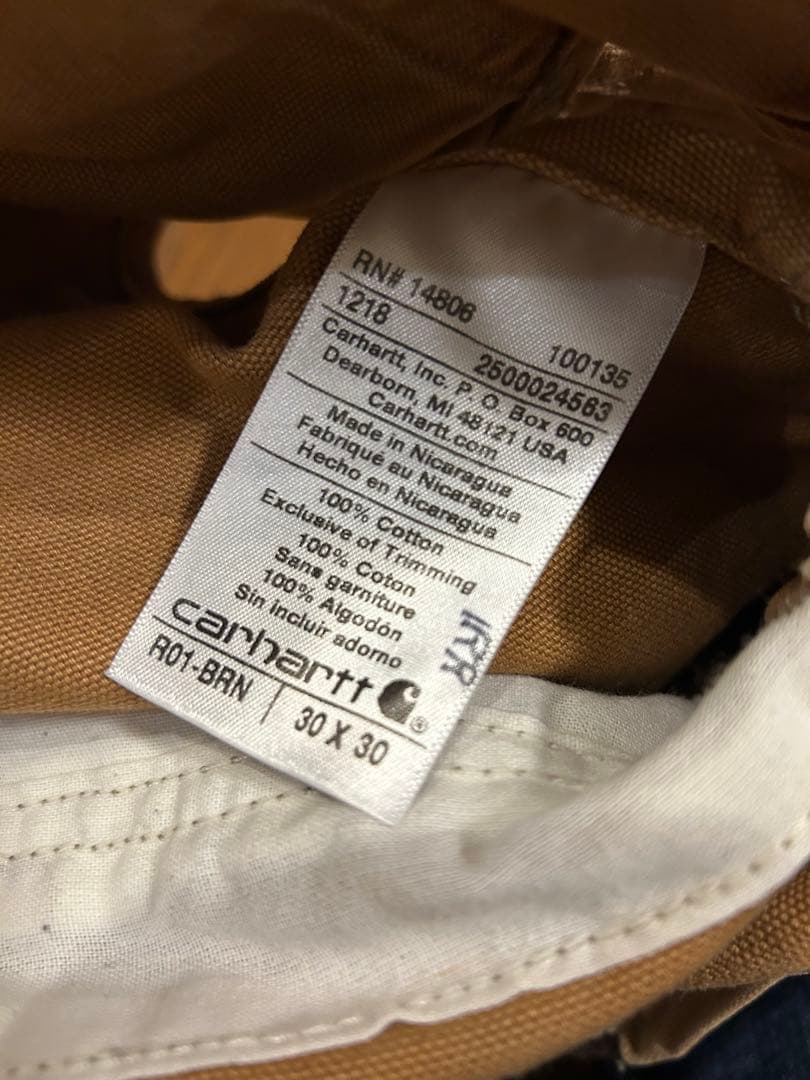 RN# 14806
1218 100135
2500024563
Carhartt, Inc. P. O. Box 600
Dearborn, MI 48121 USA
Carhartt.com
Made in Nicaragua
Fabriqué au Nicaragua
Hecho en Nicaragua
100% Cotton
Exclusive of Trimming
100% Coton
Sans garniture
100% Algodón
Sin incluir adorno
carhartt ®
R01-BRN 30 X 30